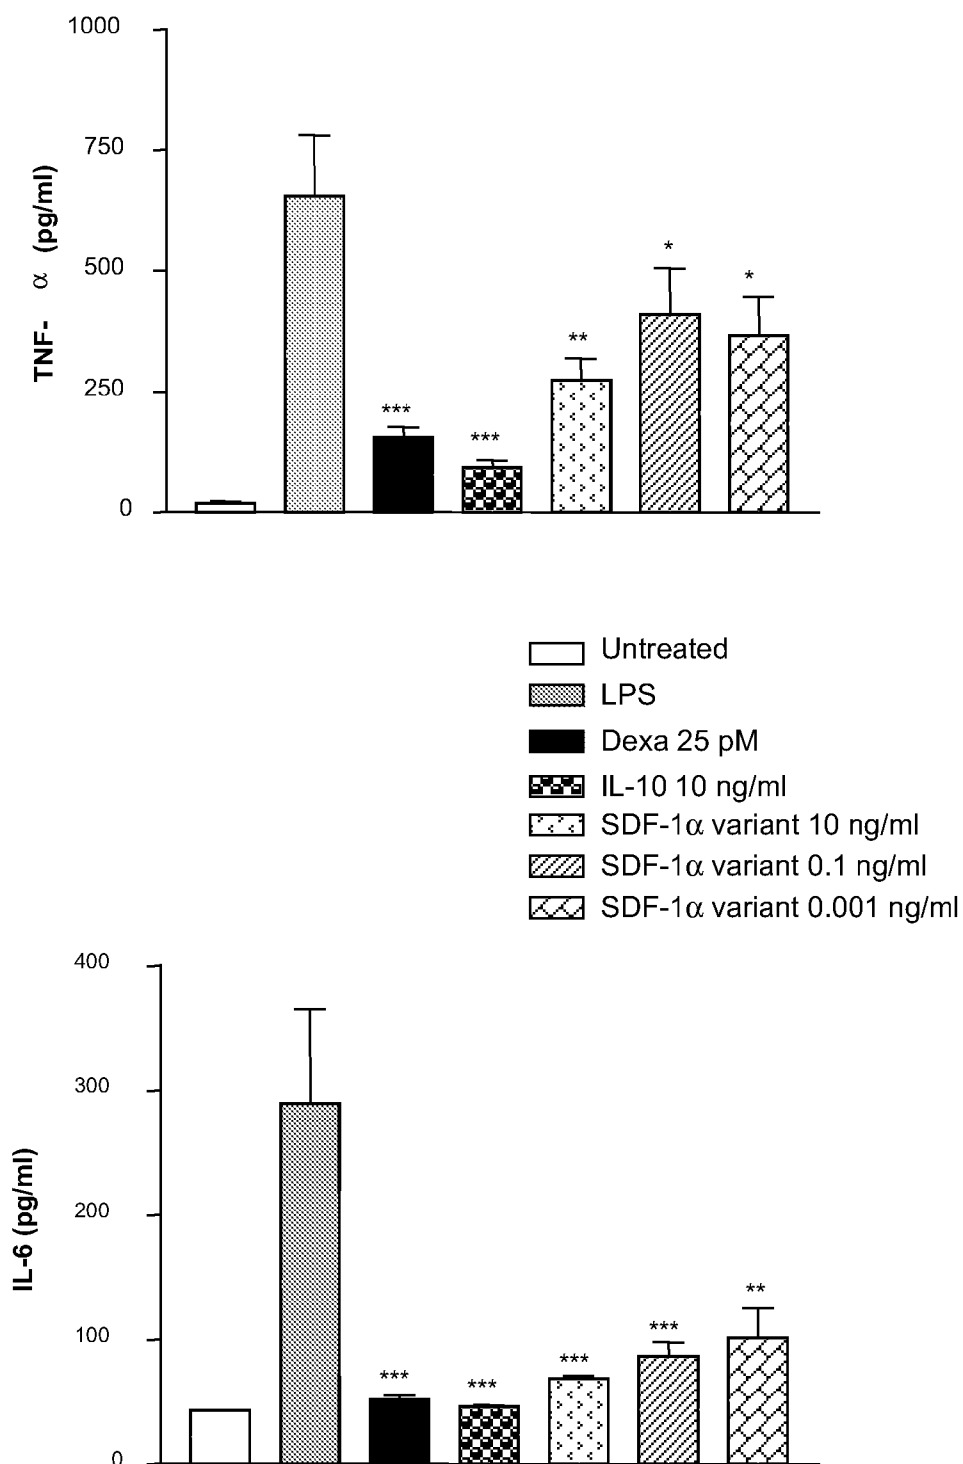 1000
750
500
250
0
TNF- α (pg/ml)
***
***
**
*
*
Untreated
LPS
Dexa 25 pM
IL-10 10 ng/ml
SDF-1α variant 10 ng/ml
SDF-1α variant 0.1 ng/ml
SDF-1α variant 0.001 ng/ml
400
300
200
100
0
IL-6 (pg/ml)
***
***
***
***
**